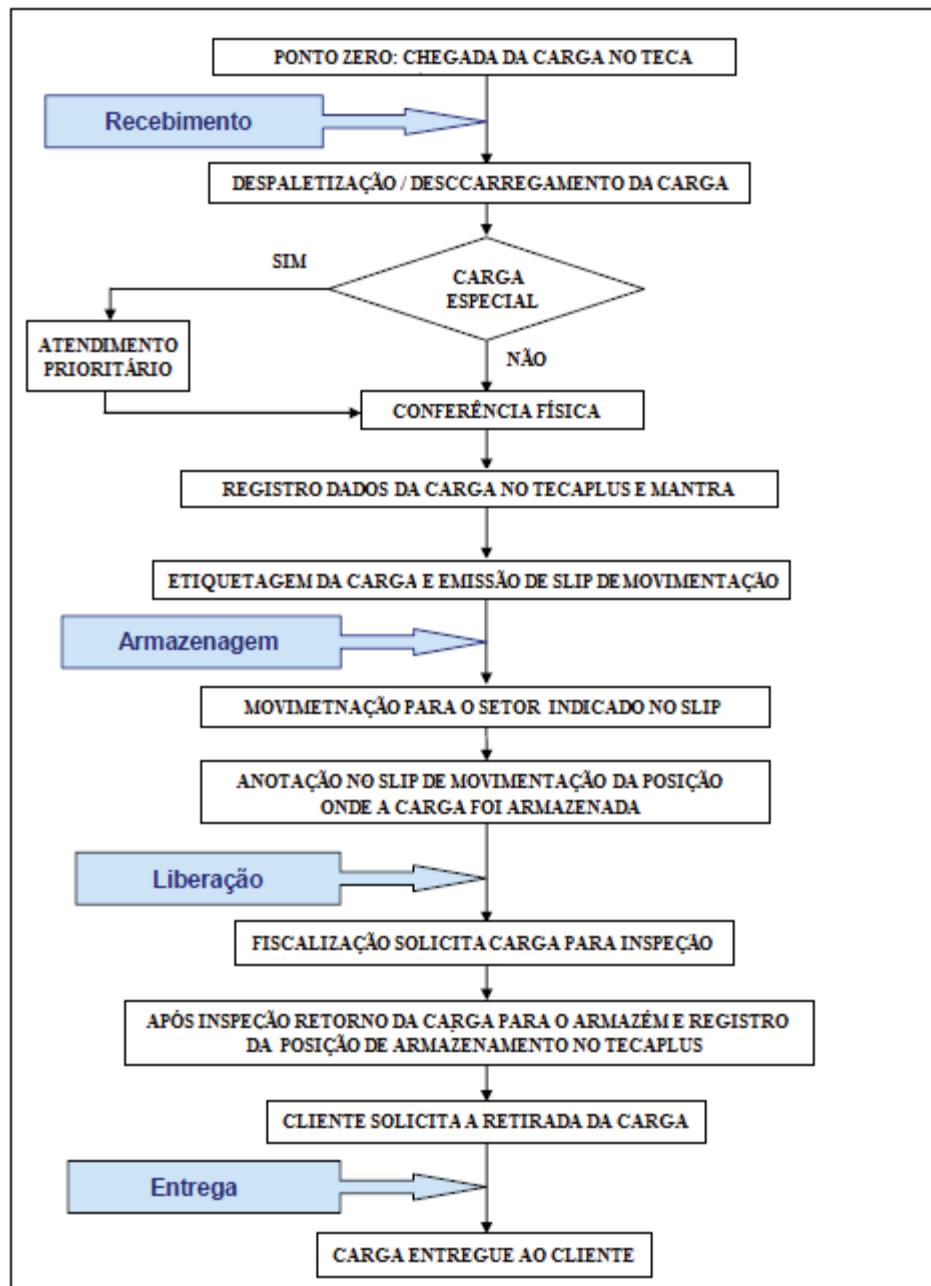 PONTO ZERO: CHEGADA DA CARGA NO TECA
Recebimento
DESPALETIZAÇÃO / DESCCARREGAMENTO DA CARGA
SIM
CARGA
ESPECIAL
ATENDIMENTO
PRIORITÁRIO
NÃO
CONFERÊNCIA FÍSICA
REGISTRO DADOS DA CARGA NO TECAPLUS E MANTRA
ETIQUETAGEM DA CARGA E EMISSÃO DE SLIP DE MOVIMENTAÇÃO
Armazenagem
MOVIMETNAÇÃO PARA O SETOR INDICADO NO SLIP
ANOTAÇÃO NO SLIP DE MOVIMENTAÇÃO DA POSIÇÃO
ONDE A CARGA FOI ARMAZENADA
Liberação
FISCALIZAÇÃO SOLICITA CARGA PARA INSPEÇÃO
APÓS INSPEÇÃO RETORNO DA CARGA PARA O ARMAZÉM E REGISTRO
DA POSIÇÃO DE ARMAZENAMENTO NO TECAPLUS
CLIENTE SOLICITA A RETIRADA DA CARGA
Entrega
CARGA ENTREGUE AO CLIENTE